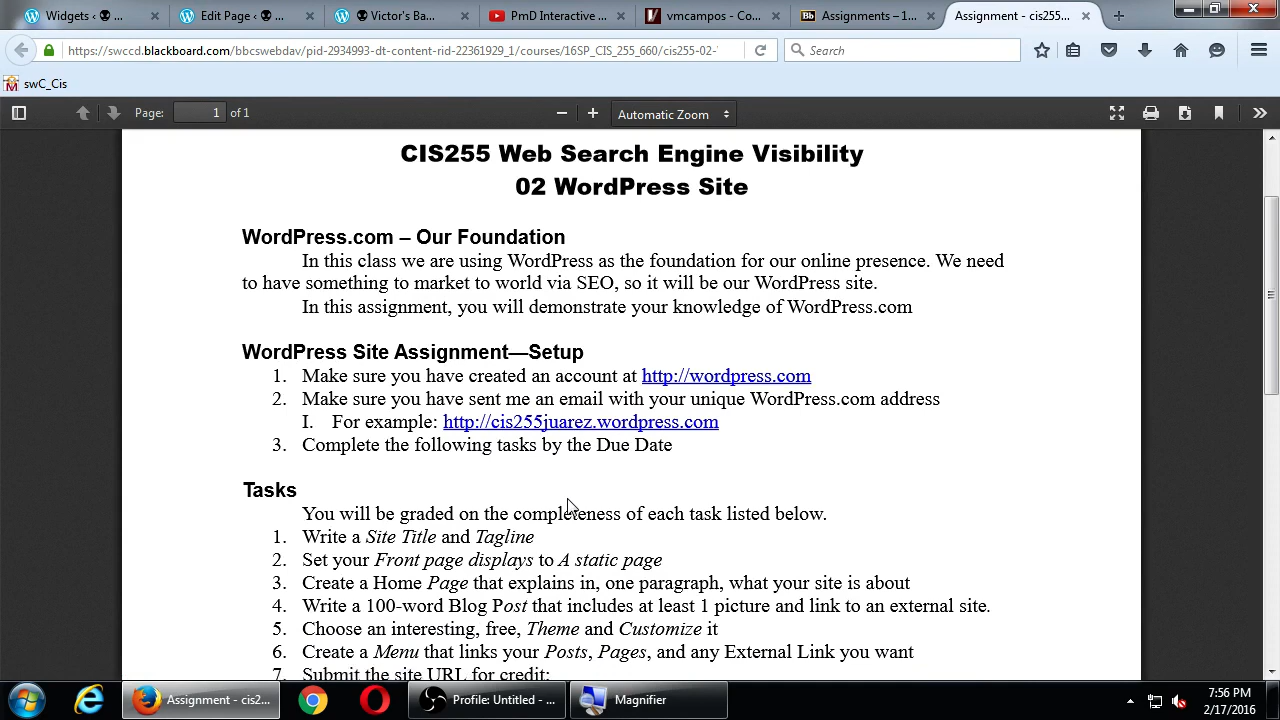 Widgets ‹ 💀 ...
Edit Page ‹ 💀 ...
💀 Victor's Ba...
PmD Interactive ...
vmcampos - Co...
Assignments – 1...
Assignment - cis255...
https://swccd.blackboard.com/bbcswebdav/pid-2934993-dt-content-rid-22361929_1/courses/16SP_CIS_255_660/cis255-02-
Search
swC_Cis
Page: 1 of 1
Automatic Zoom
CIS255 Web Search Engine Visibility
02 WordPress Site
WordPress.com – Our Foundation
In this class we are using WordPress as the foundation for our online presence. We need
to have something to market to world via SEO, so it will be our WordPress site.
In this assignment, you will demonstrate your knowledge of WordPress.com
WordPress Site Assignment—Setup
1. Make sure you have created an account at http://wordpress.com
2. Make sure you have sent me an email with your unique WordPress.com address
I. For example: http://cis255juarez.wordpress.com
3. Complete the following tasks by the Due Date
Tasks
You will be graded on the completeness of each task listed below.
1. Write a Site Title and Tagline
2. Set your Front page displays to A static page
3. Create a Home Page that explains in, one paragraph, what your site is about
4. Write a 100-word Blog Post that includes at least 1 picture and link to an external site.
5. Choose an interesting, free, Theme and Customize it
6. Create a Menu that links your Posts, Pages, and any External Link you want
7. Submit the site URL for credit:
Assignment - cis2...
Profile: Untitled - ...
Magnifier
7:56 PM
2/17/2016